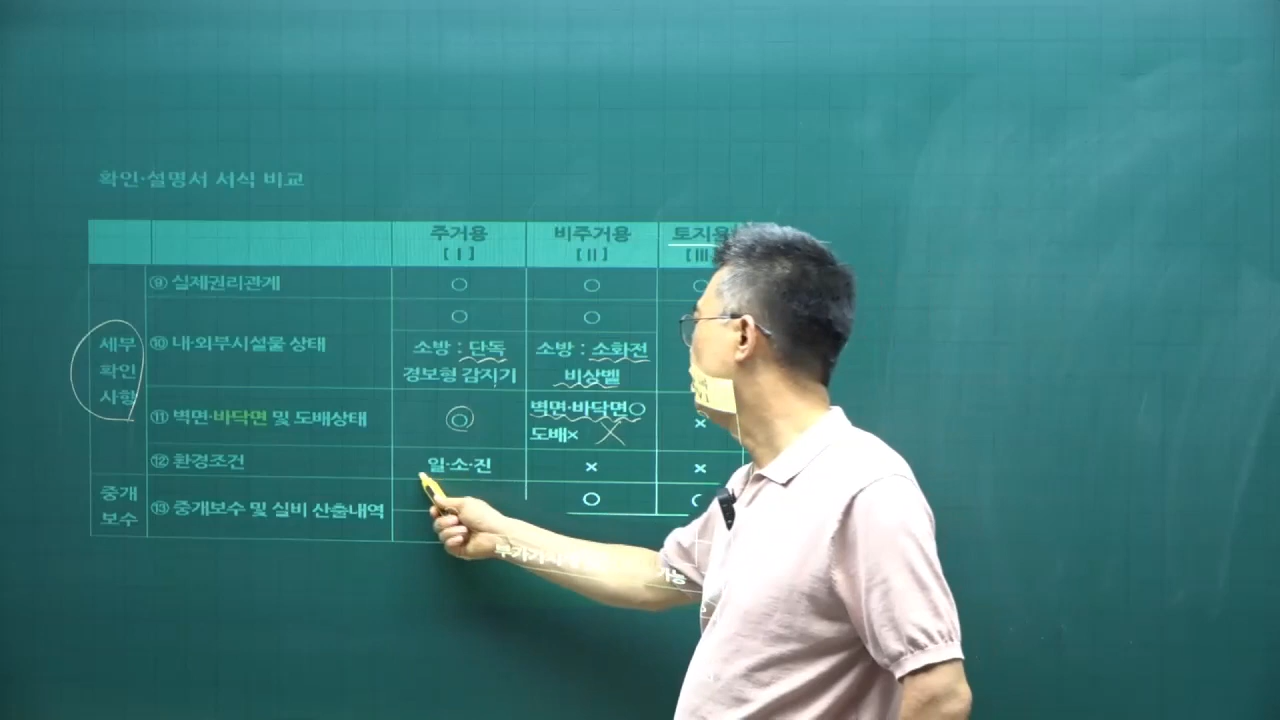 확인·설명서 서식 비교
주거용 비주거용 토지용
[ I ] [ II ] [ III
⑨ 실제권리관계 ○ ○ ○
세부 확인 사항
⑩ 내·외부시설물 상태 ○ ○
소방 : 단독 소방 : 소화전
경보형 감지기 비상벨
⑪ 벽면·바닥면 및 도배상태 ○ 벽면·바닥면○ ×
도배×
⑫ 환경조건 일·소·진 × ×
중개 보수
⑬ 중개보수 및 실비 산출내역 ○